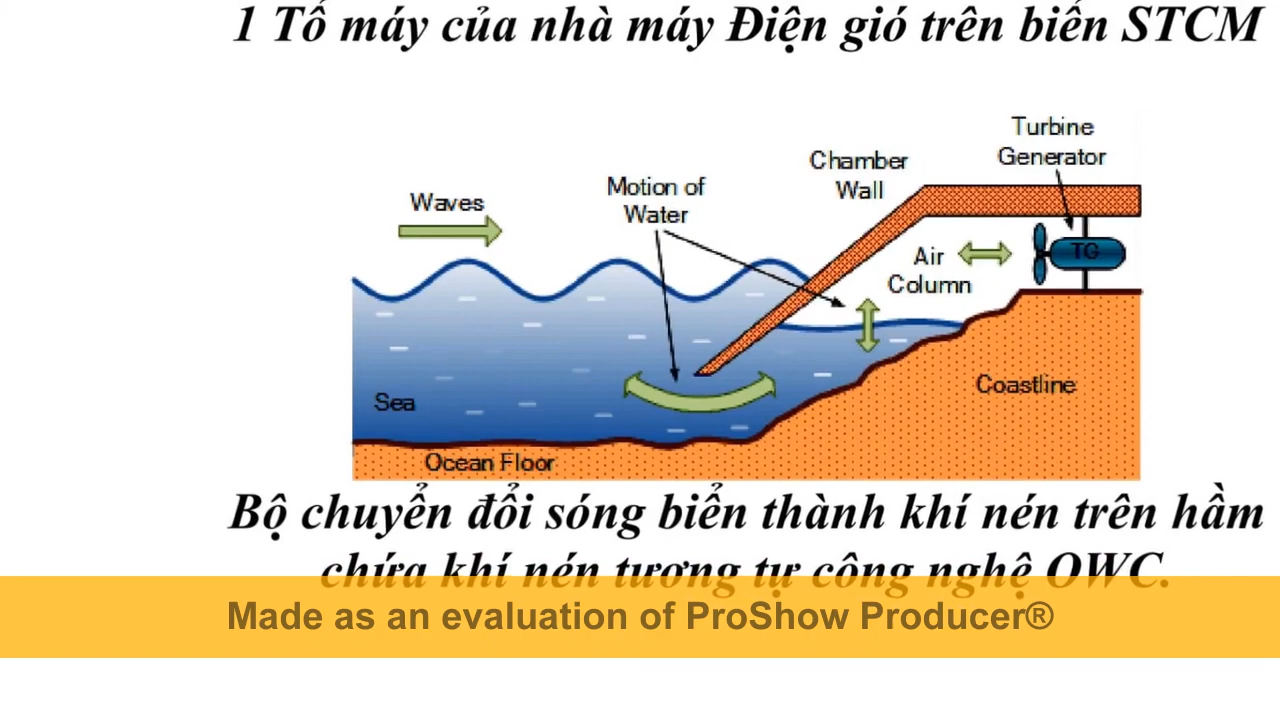 1 Tổ máy của nhà máy Điện gió trên biển STCM
Turbine
Generator
Chamber
Wall
Motion of
Water
Waves
Air
Column
TG
Coastline
Sea
Ocean Floor
Bộ chuyển đổi sóng biển thành khí nén trên hầm
chứa khí nén tương tự công nghệ OWC.
Made as an evaluation of ProShow Producer®